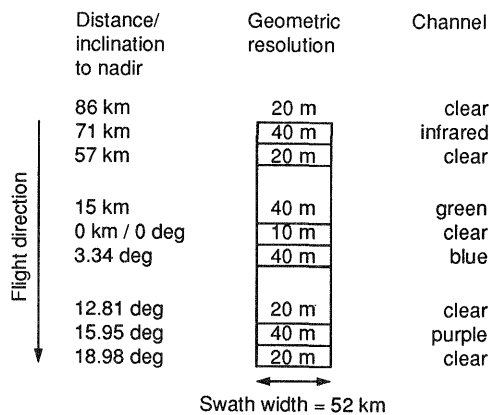 Distance/ inclination to nadir
Geometric resolution
Channel
86 km 20 m clear
71 km 40 m infrared
57 km 20 m clear
15 km 40 m green
0 km / 0 deg 10 m clear
3.34 deg 40 m blue
12.81 deg 20 m clear
15.95 deg 40 m purple
18.98 deg 20 m clear
Flight direction
Swath width = 52 km